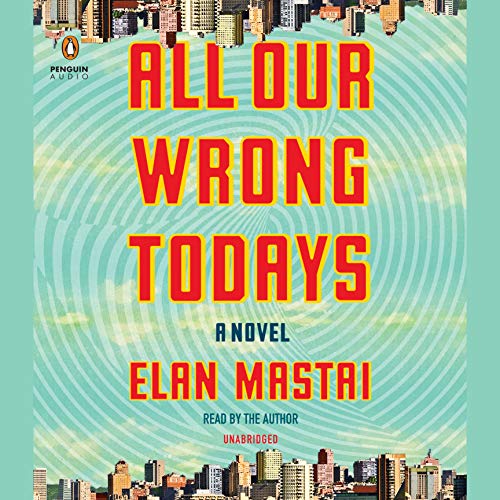 PENGUIN
AUDIO
ALL OUR
WRONG
TODAYS
A NOVEL
ELAN MASTAI
READ BY THE AUTHOR
UNABRIDGED